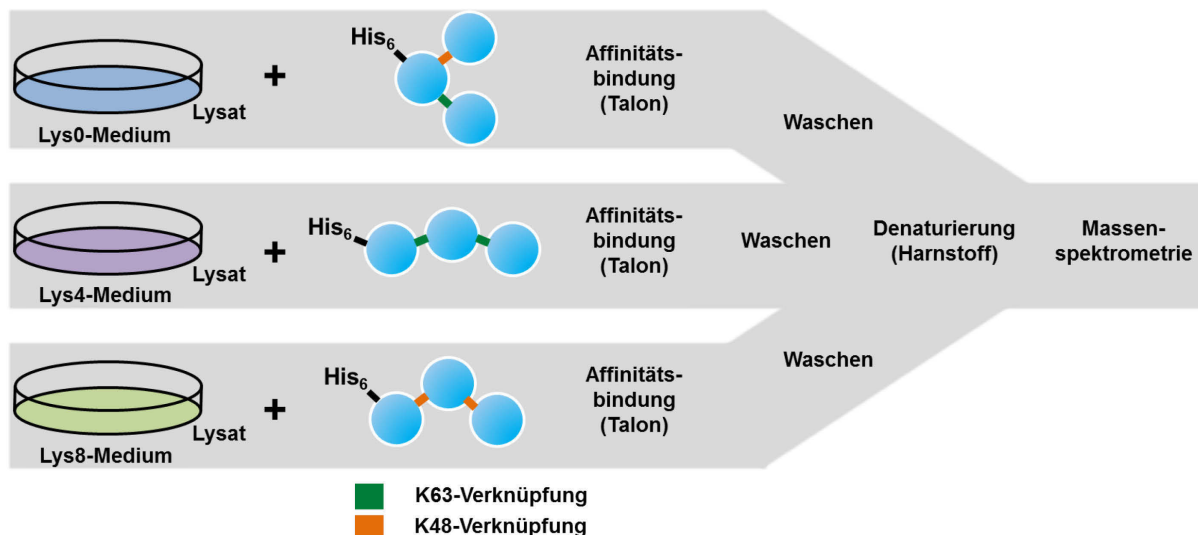 His6
Affinitäts-
bindung
(Talon)
Lysat
Lys0-Medium
Waschen
His6
Affinitäts-
bindung
(Talon)
Lysat
Lys4-Medium
Waschen
Denaturierung
(Harnstoff)
Massen-
spektrometrie
His6
Affinitäts-
bindung
(Talon)
Lysat
Lys8-Medium
Waschen
K63-Verknüpfung
K48-Verknüpfung